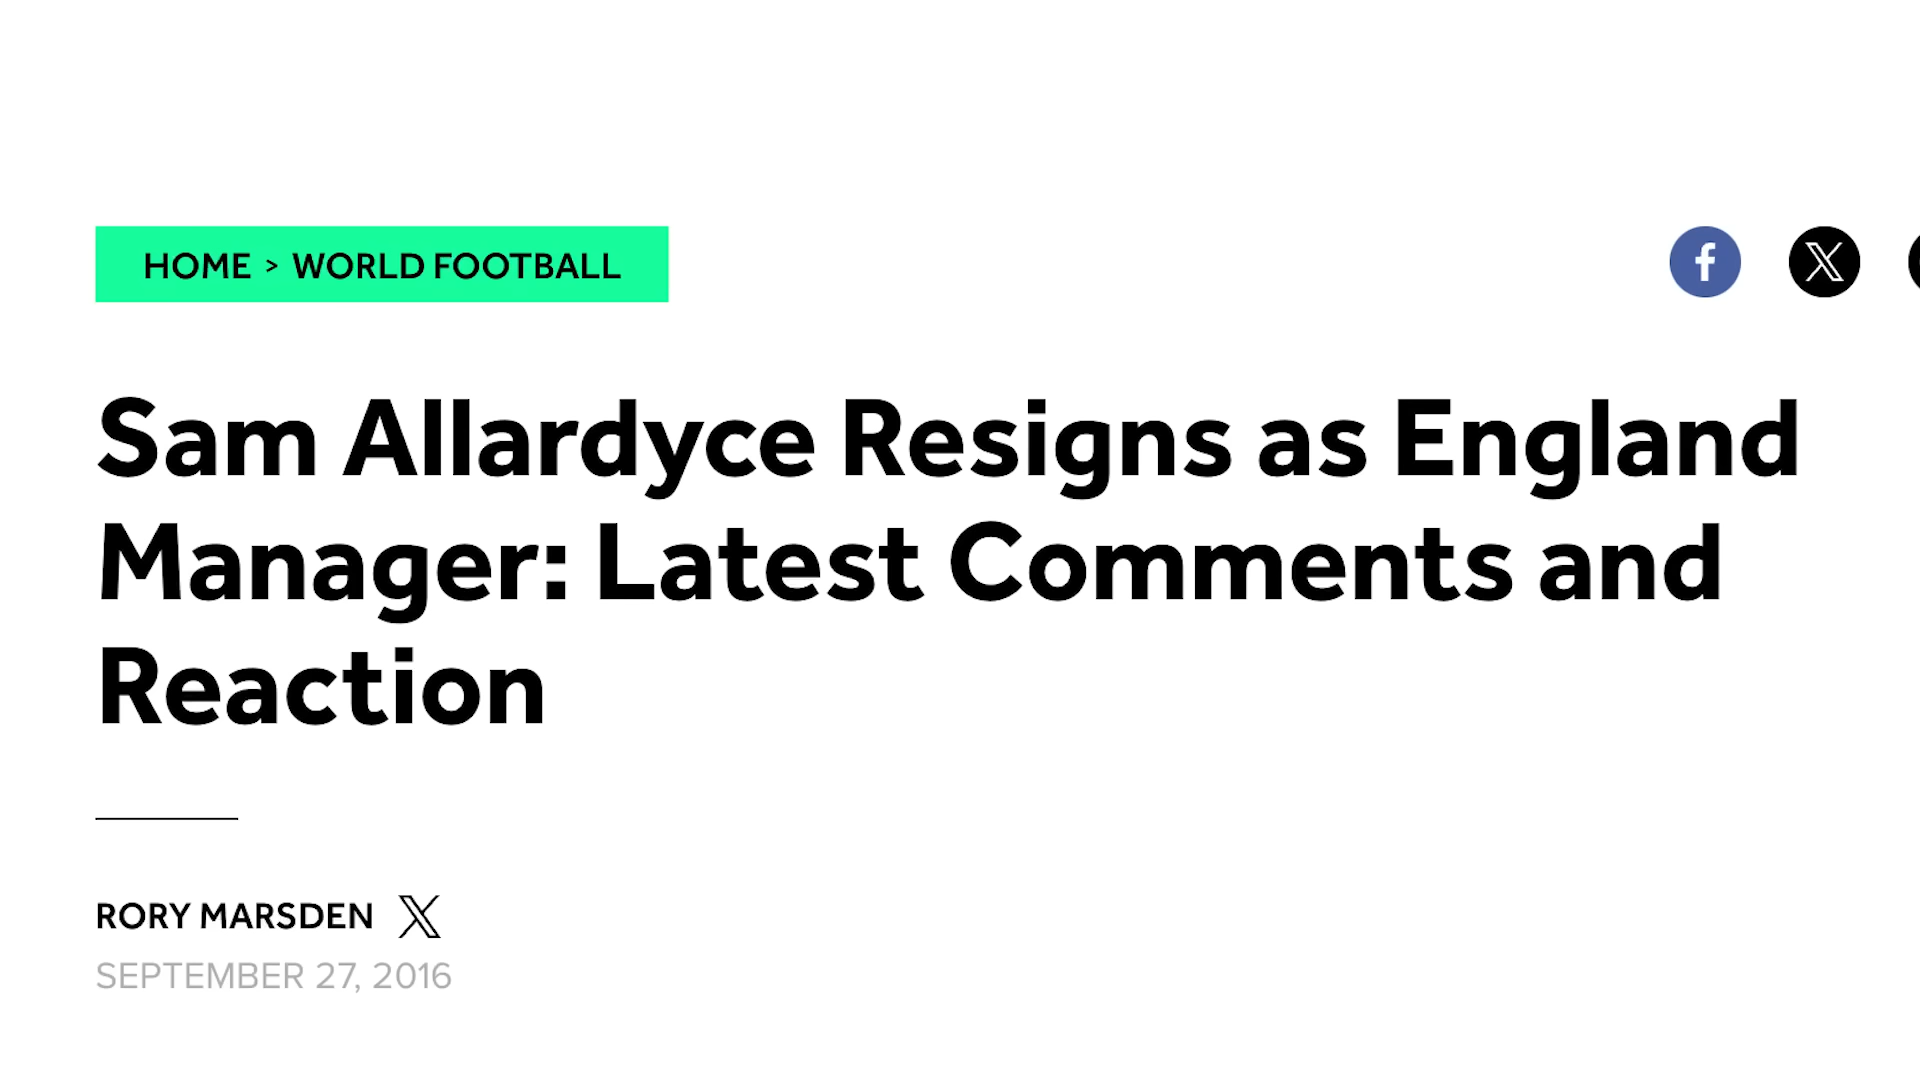 HOME > WORLD FOOTBALL
Sam Allardyce Resigns as England
Manager: Latest Comments and
Reaction
RORY MARSDEN
SEPTEMBER 27, 2016